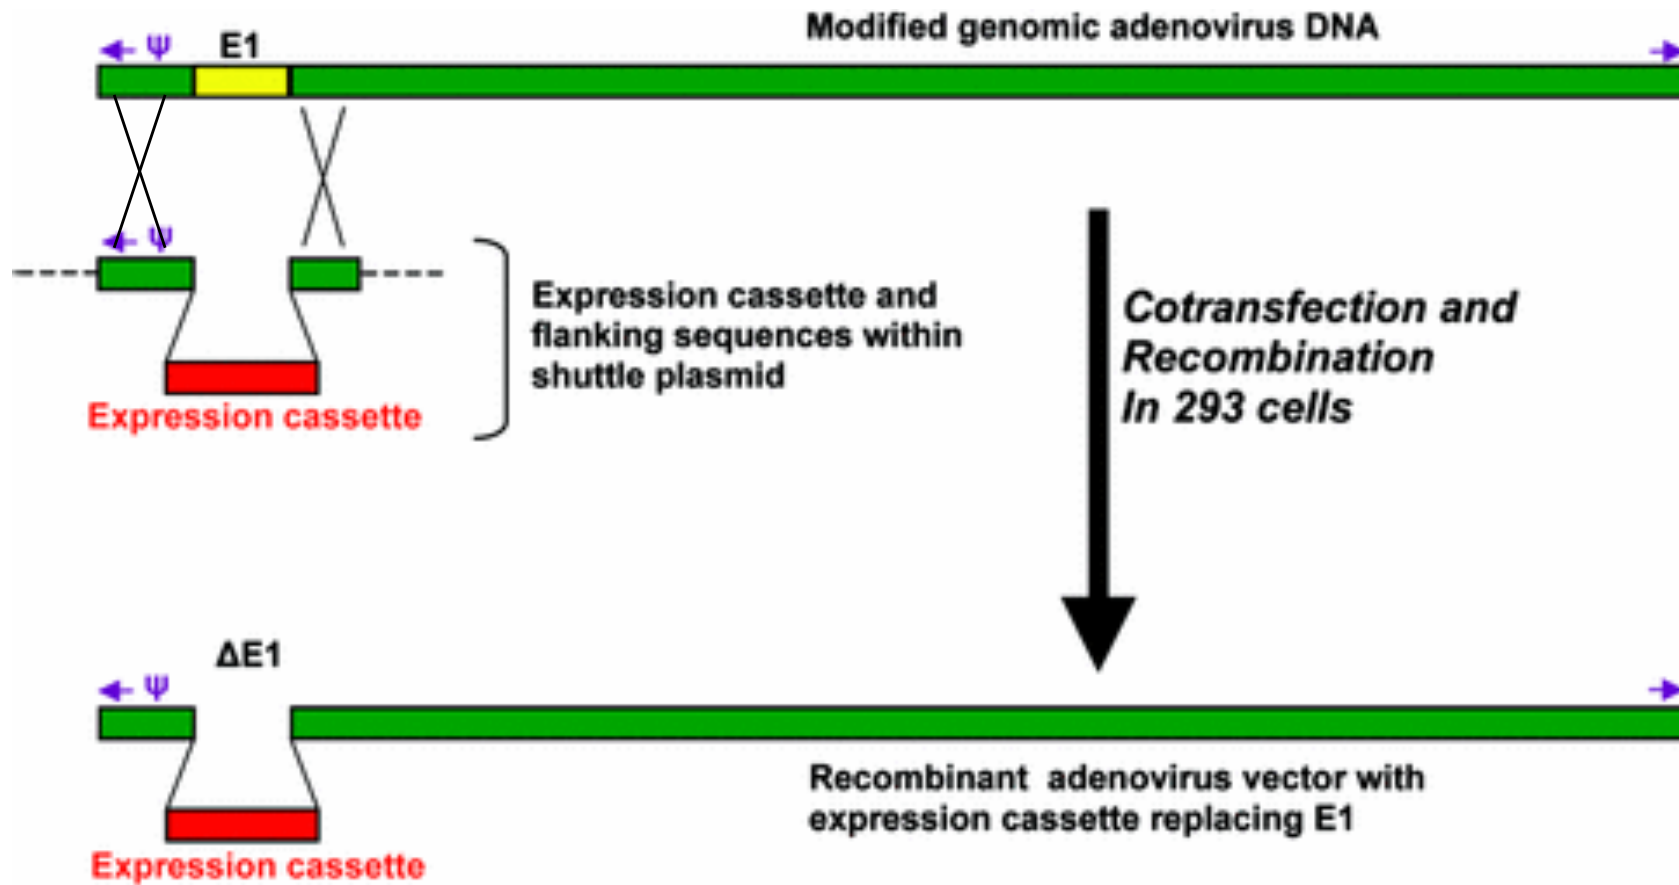 Modified genomic adenovirus DNA
Ψ E1
Ψ
Expression cassette and
flanking sequences within
shuttle plasmid
Expression cassette
Cotransfection and
Recombination
In 293 cells
ΔE1
Ψ
Recombinant adenovirus vector with
expression cassette replacing E1
Expression cassette